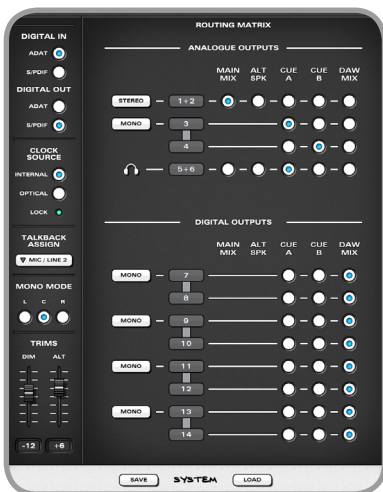 DIGITAL IN
ADAT
S/PDIF
DIGITAL OUT
ADAT
S/PDIF
CLOCK
SOURCE
INTERNAL
OPTICAL
LOCK
TALKBACK
ASSIGN
MIC / LINE 2
MONO MODE
L C R
TRIMS
DIM ALT
-12 +6
ROUTING MATRIX
ANALOGUE OUTPUTS
MAIN MIX ALT SPK CUE A CUE B DAW MIX
STEREO 1+2
MONO 3
4
5+6
DIGITAL OUTPUTS
MAIN MIX ALT SPK CUE A CUE B DAW MIX
MONO 7
8
MONO 9
10
MONO 11
12
MONO 13
14
SAVE SYSTEM LOAD